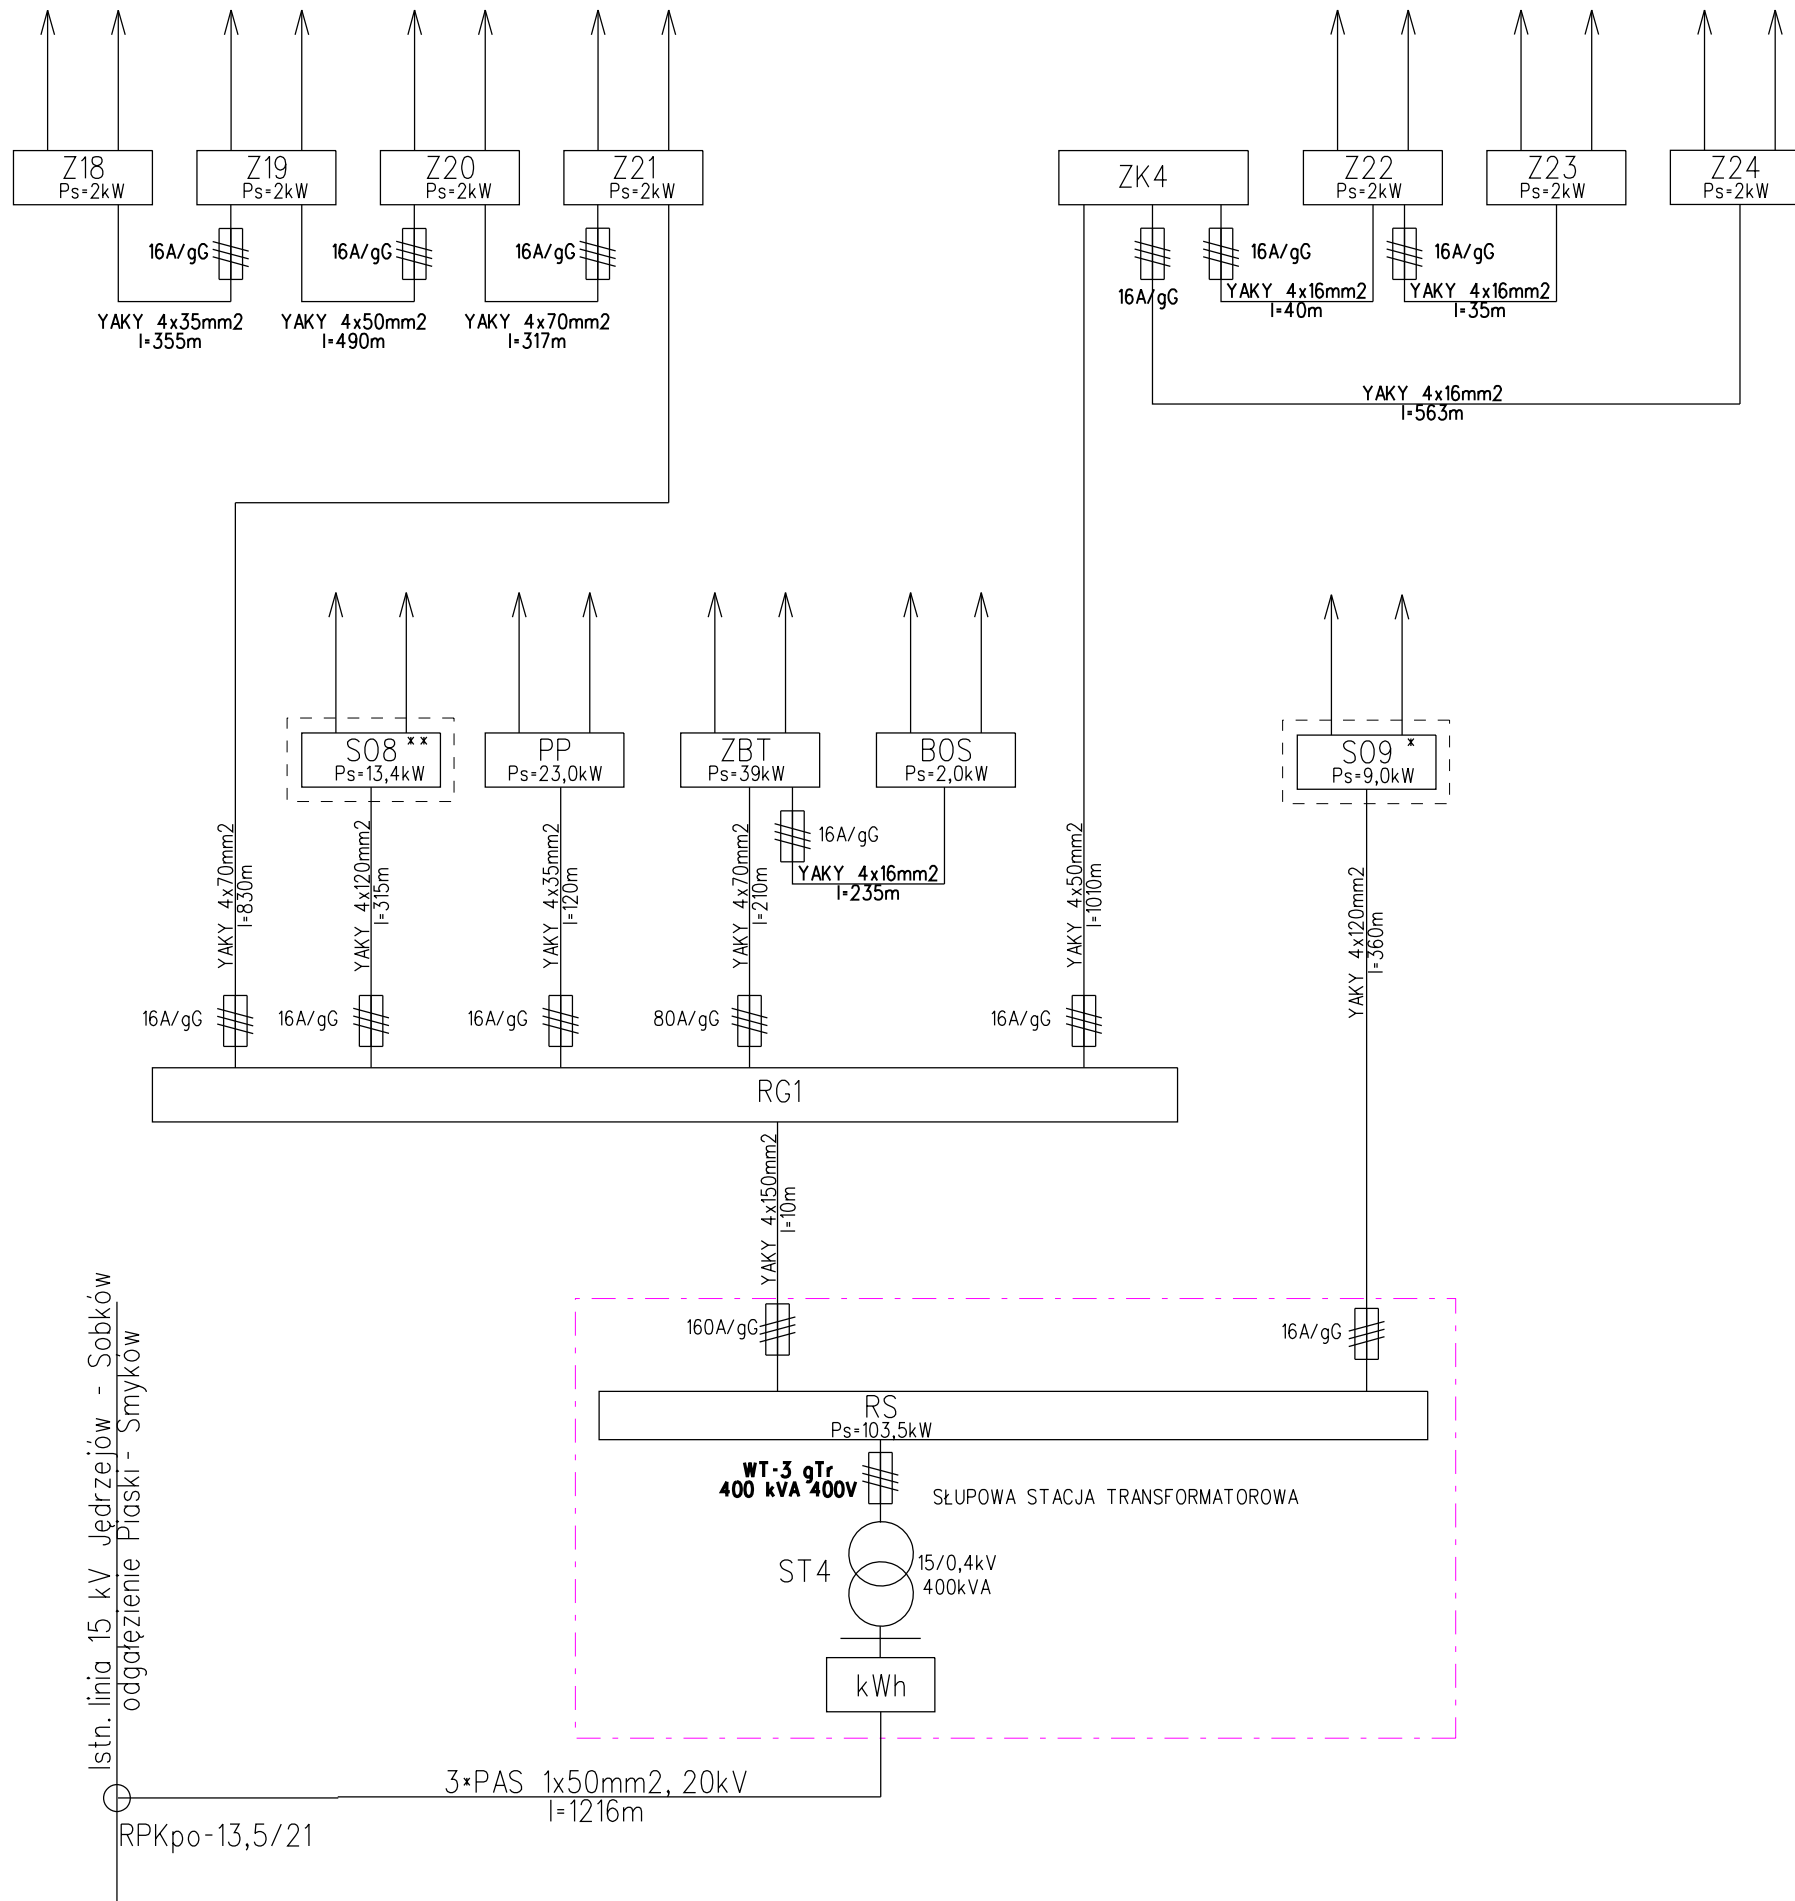 Z18
Ps=2kW
Z19
Ps=2kW
Z20
Ps=2kW
Z21
Ps=2kW
ZK4
Z22
Ps=2kW
Z23
Ps=2kW
Z24
Ps=2kW
16A/gG
16A/gG
16A/gG
16A/gG
16A/gG
16A/gG
YAKY 4x16mm2
l=40m
YAKY 4x16mm2
l=35m
YAKY 4x35mm2
l=355m
YAKY 4x50mm2
l=490m
YAKY 4x70mm2
l=317m
YAKY 4x16mm2
l=563m
SO8 **
Ps=13,4kW
PP
Ps=23,0kW
ZBT
Ps=39kW
BOS
Ps=2,0kW
SO9 *
Ps=9,0kW
16A/gG
YAKY 4x16mm2
l=235m
YAKY 4x70mm2
l=830m
YAKY 4x120mm2
l=315m
YAKY 4x35mm2
l=120m
YAKY 4x70mm2
l=210m
YAKY 4x50mm2
l=1010m
YAKY 4x120mm2
l=360m
16A/gG
16A/gG
16A/gG
80A/gG
16A/gG
RG1
YAKY 4x150mm2
l=10m
160A/gG
16A/gG
RS
Ps=103,5kW
WT-3 gTr
400 kVA 400V
SŁUPOWA STACJA TRANSFORMATOROWA
ST4
15/0,4kV
400kVA
kWh
Istn. linia 15 kV Jędrzejów - Sobków
odgałęzienie Piaski - Smyków
3*PAS 1x50mm2, 20kV
l=1216m
RPKpo-13,5/21